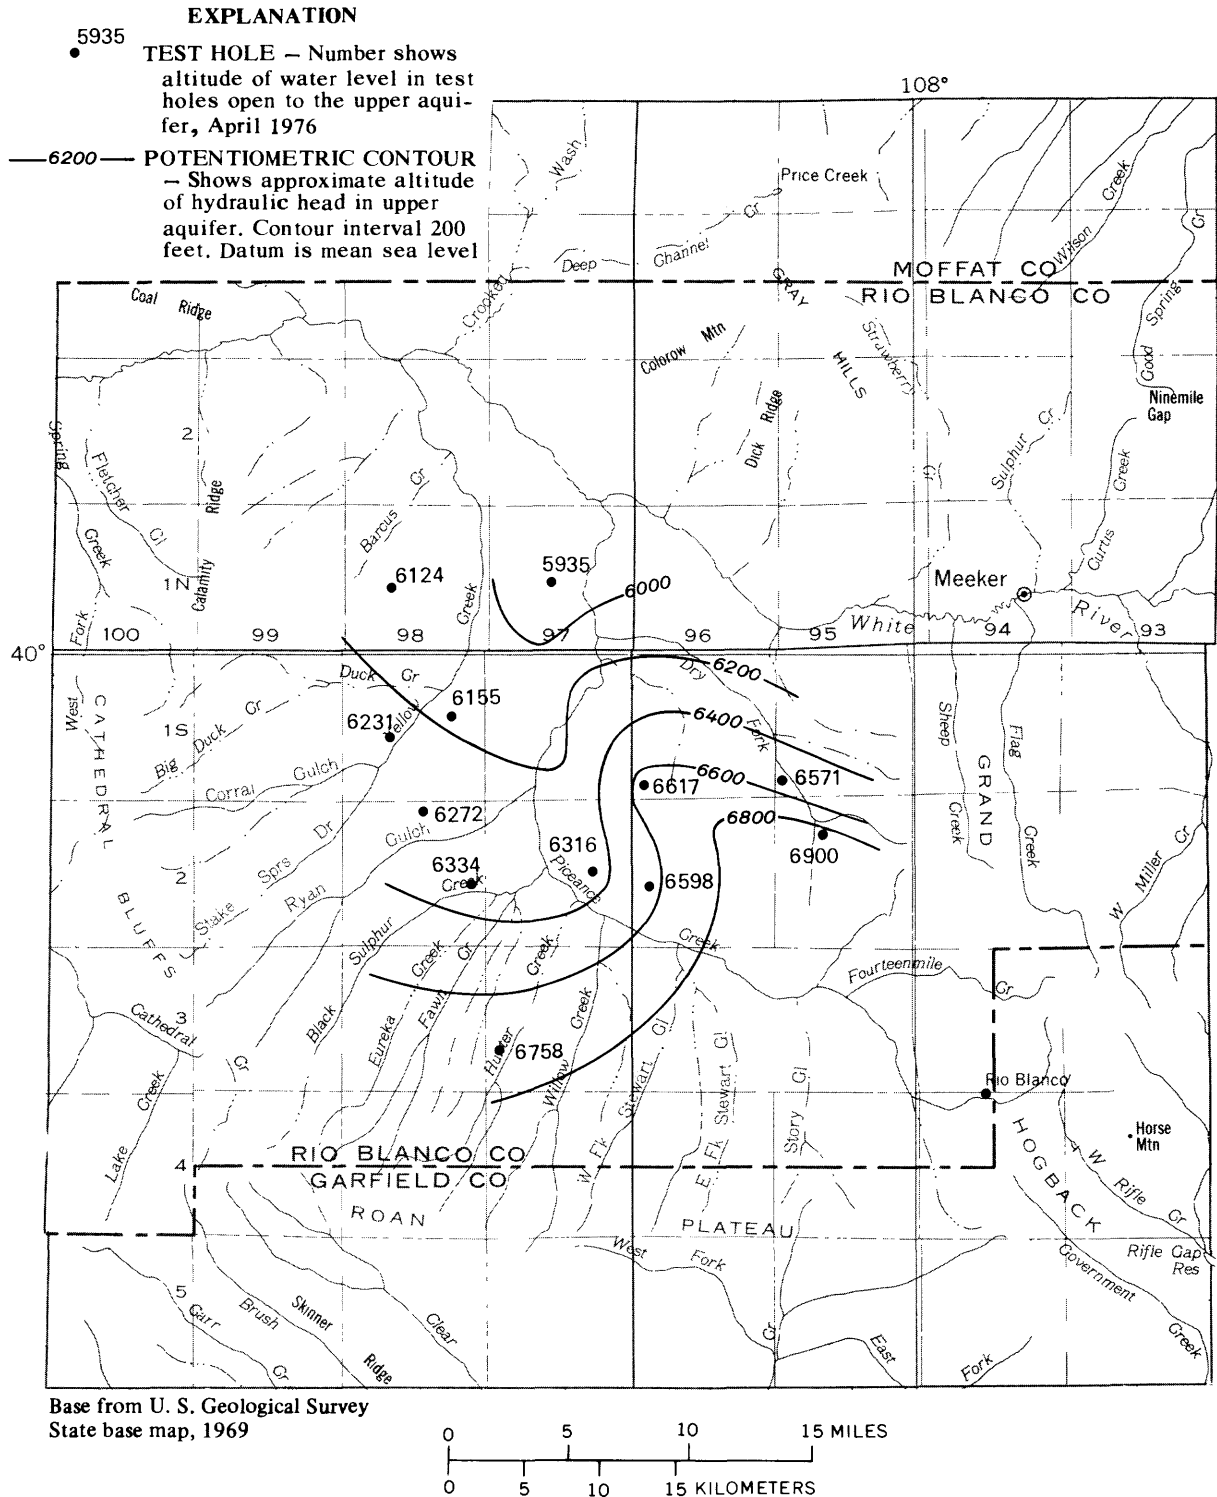 EXPLANATION
5935
TEST HOLE — Number shows
altitude of water level in test
holes open to the upper aqui-
fer, April 1976
—6200— POTENTIOMETRIC CONTOUR
— Shows approximate altitude
of hydraulic head in upper
aquifer. Contour interval 200
feet. Datum is mean sea level
108°
Wash
Price Creek
Creek
Gr
Cr
Wilson
Channel
Deep
MOFFAT CO
GRAY
RIO BLANCO CO
Coal
Ridge
Crooked
Spring
Colorow Mtn
Strawberry
HILLS
Good
Ninemile
Gap
Dick Ridge
Cr
2
Spring
Fletcher
Gl
Ridge
Cr
Sulphur
Cr
Creek
Barcus
Creek
Curtis
Calamity
1N
6124
5935
Creek
6000
Meeker
Fork
100
99
98
97
96
95
White
94
River
93
40°
Duck Gr
Dry
6200
West
CATHEDRAL
6155
6231
Yellow
6400
1S
Big Duck Gr
Fork
Sheep
Flag
GRAND
Corral Gulch
6600
6617
6571
6272
6800
Gulch
Creek
Creek
Cr
6316
6900
Sprs Dr
6334
Creek
Piceance
6598
2
Ryan
W Miller
BLUFFS
Stake
Sulphur
Creek
Gr
Creek
Creek
Fourteenmile
Gr
Cathedral
3
Black
Eureka
Fawn
Creek
Gl
Gl
Gl
Hunter
6758
Creek
Gr
Willow
Stewart
Stewart
Story
Rio Blanco
Lake
HOGBACK
Horse
Mtn
RIO BLANCO CO
4
GARFIELD CO
W Fk
E Fk
W Rifle Gr
ROAN
PLATEAU
West Fork
Rifle Gap
Res
Government
5
Garr
Gr
Brush
Skinner
Ridge
Clear
Gr
East
Fork
Creek
Base from U. S. Geological Survey
State base map, 1969
0 5 10 15 MILES
0 5 10 15 KILOMETERS